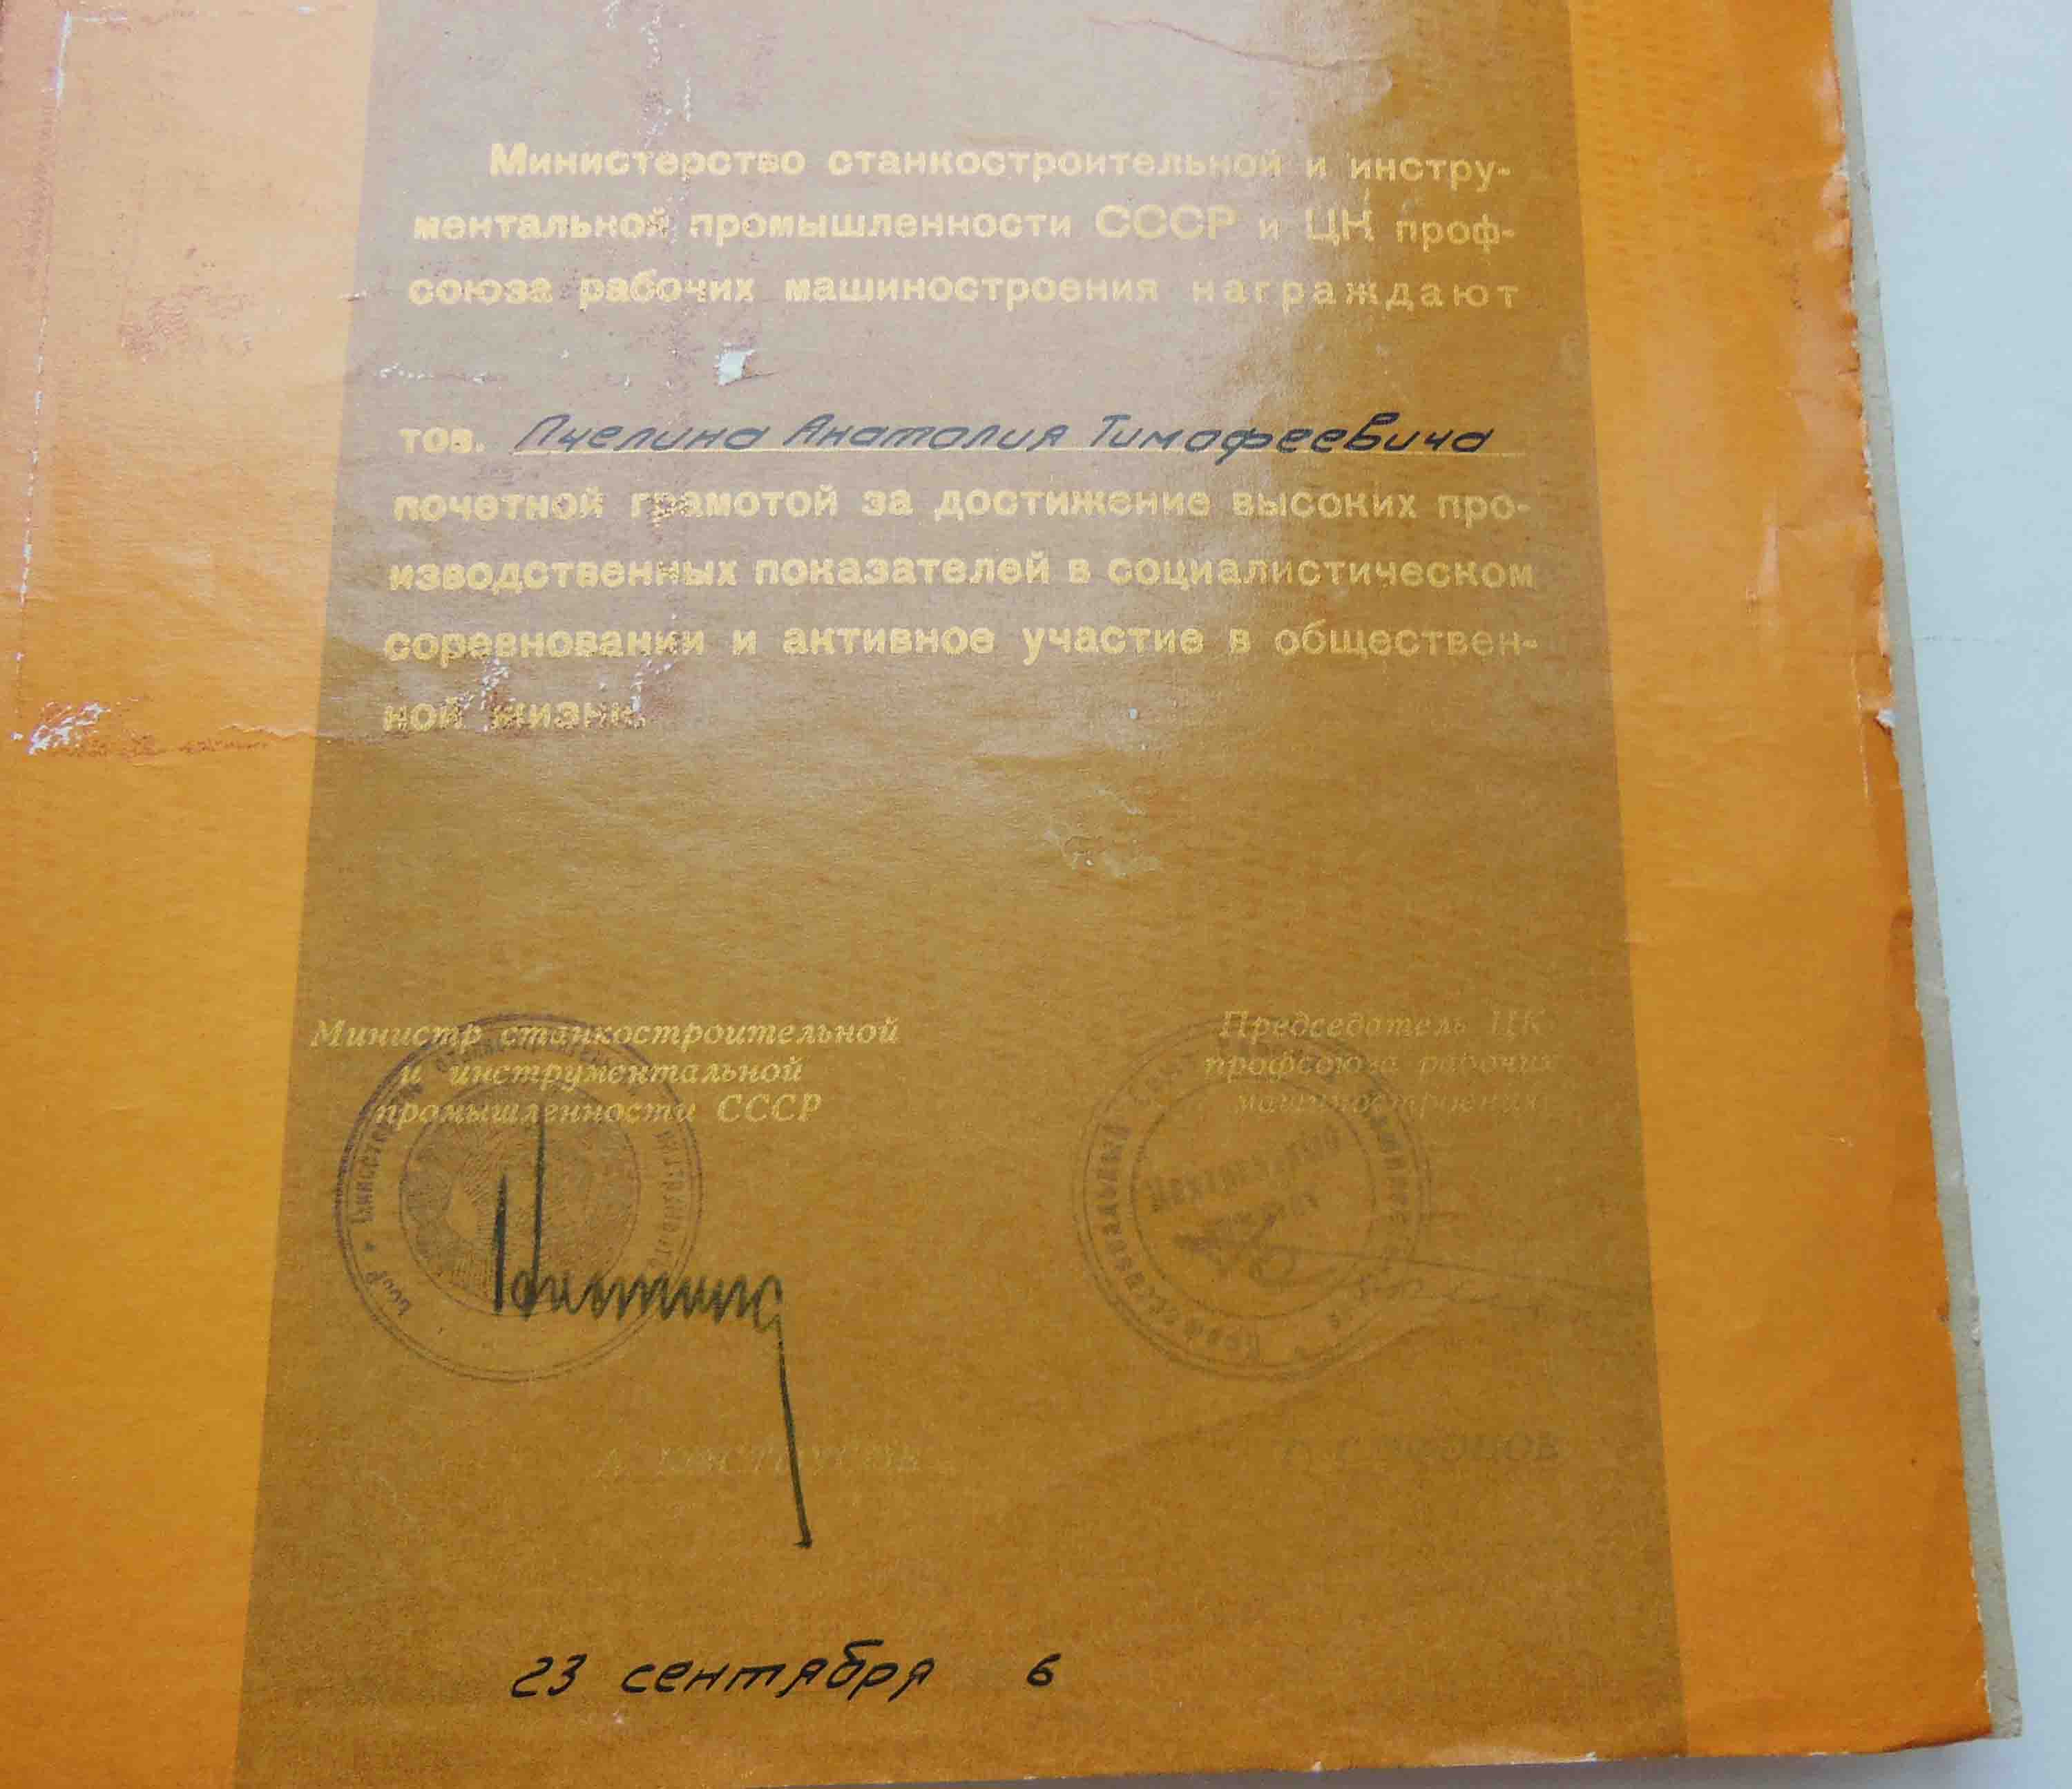 Министерство станкостроительной и инстру-
ментальной промышленности СССР и ЦК проф-
союза рабочих машиностроения награждают
тов. Пчелина Анатолия Тимофеевича
почетной грамотой за достижение высоких про-
изводственных показателей в социалистическом
соревновании и активное участие в обществен-
ной жизни.
Министр станкостроительной
и инструментальной
промышленности СССР
Председатель ЦК
профсоюза рабочих
машиностроения
23 сентября 6